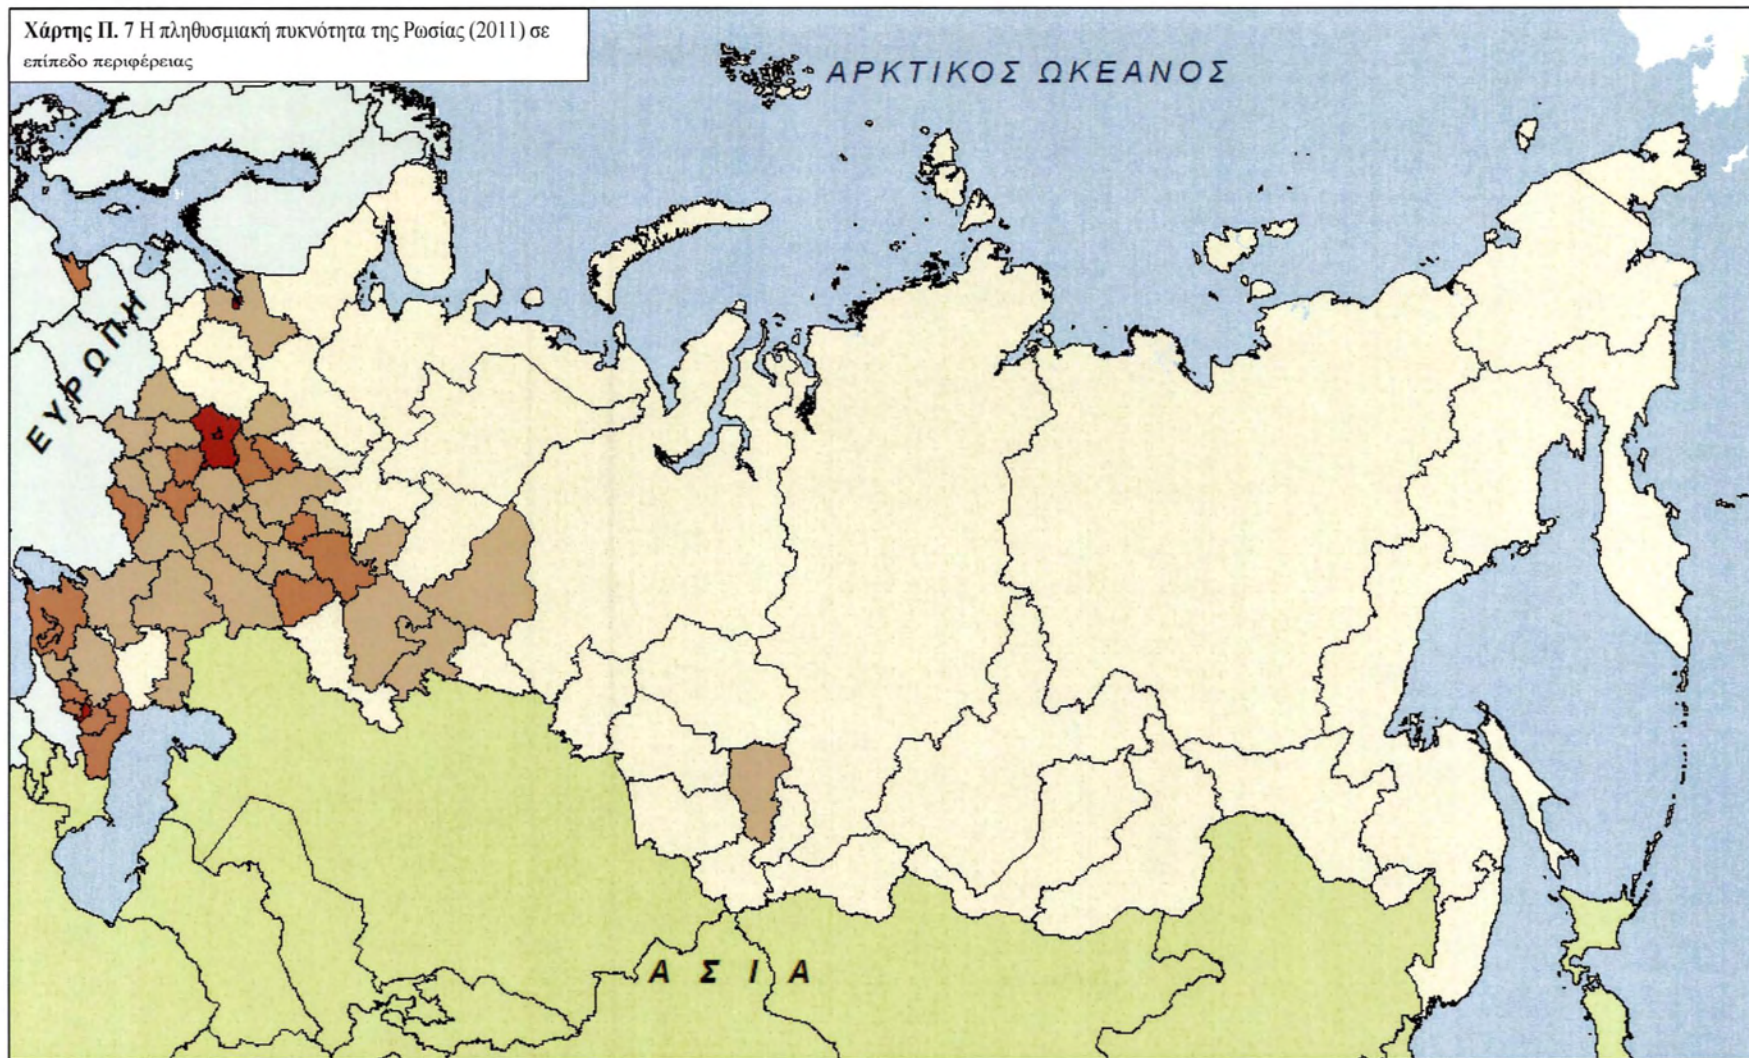 Χάρτης Π. 7 Η πληθυσμιακή πυκνότητα της Ρωσίας (2011) σε
επίπεδο περιφέρειας
ΑΡΚΤΙΚΟΣ ΩΚΕΑΝΟΣ
ΕΥΡΩΠΗ
ΑΣΙΑ